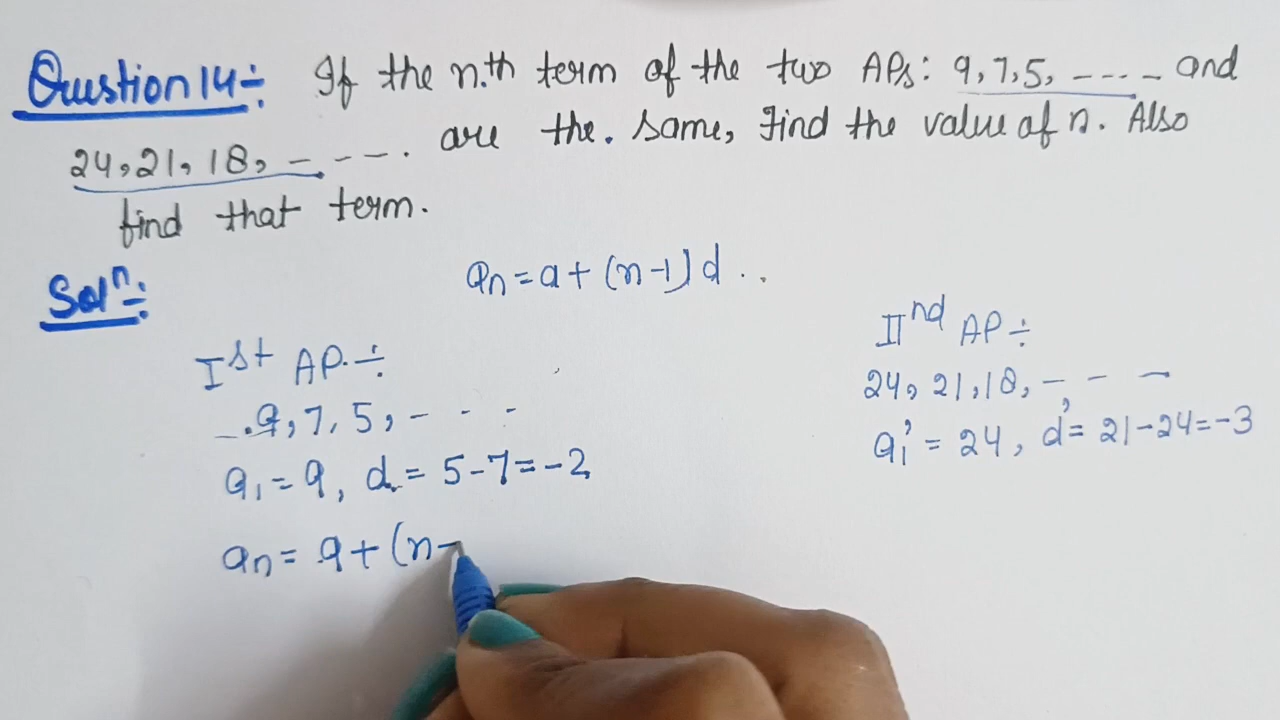 Question 14÷ If the n.th term of the two APs: 9,7,5, ---- and
24,21,18, ----. are the. same, find the value of n. Also
find that term.
Solⁿ:
aₙ = a + (n-1) d ..
Iˢᵗ AP.÷
9, 7, 5, - - -
a₁ = 9, d = 5-7 = -2
aₙ = 9 + (n-
IIⁿᵈ AP÷
24, 21, 18, - - -
a₁' = 24, d' = 21-24 = -3